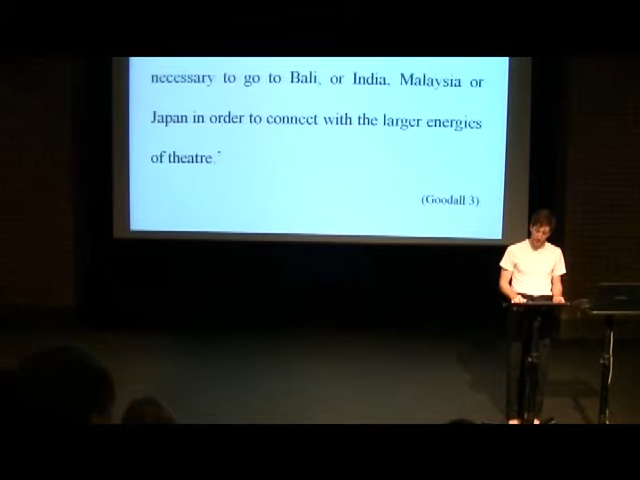 necessary to go to Bali, or India, Malaysia or
Japan in order to connect with the larger energies
of theatre.`
(Goodall 3)